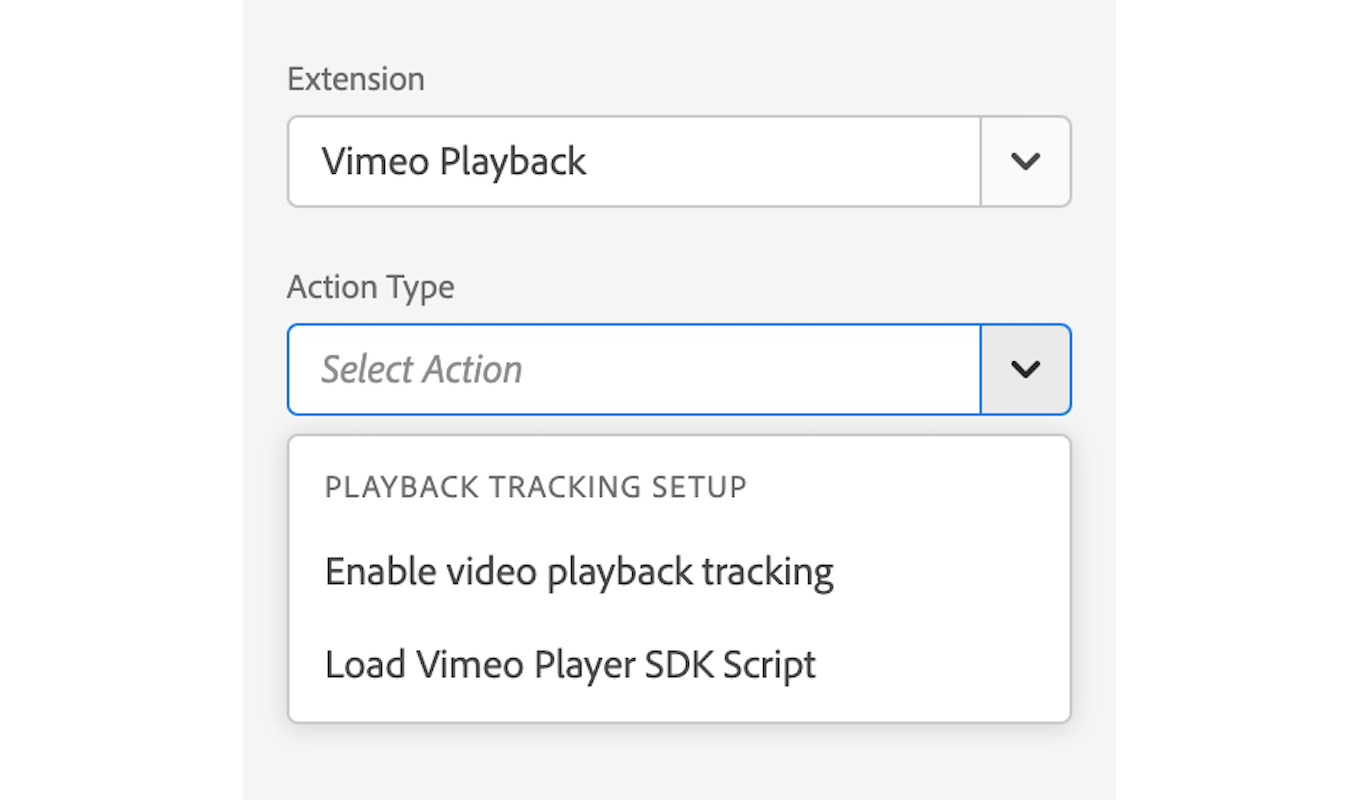 Extension
Vimeo Playback
Action Type
Select Action
PLAYBACK TRACKING SETUP
Enable video playback tracking
Load Vimeo Player SDK Script